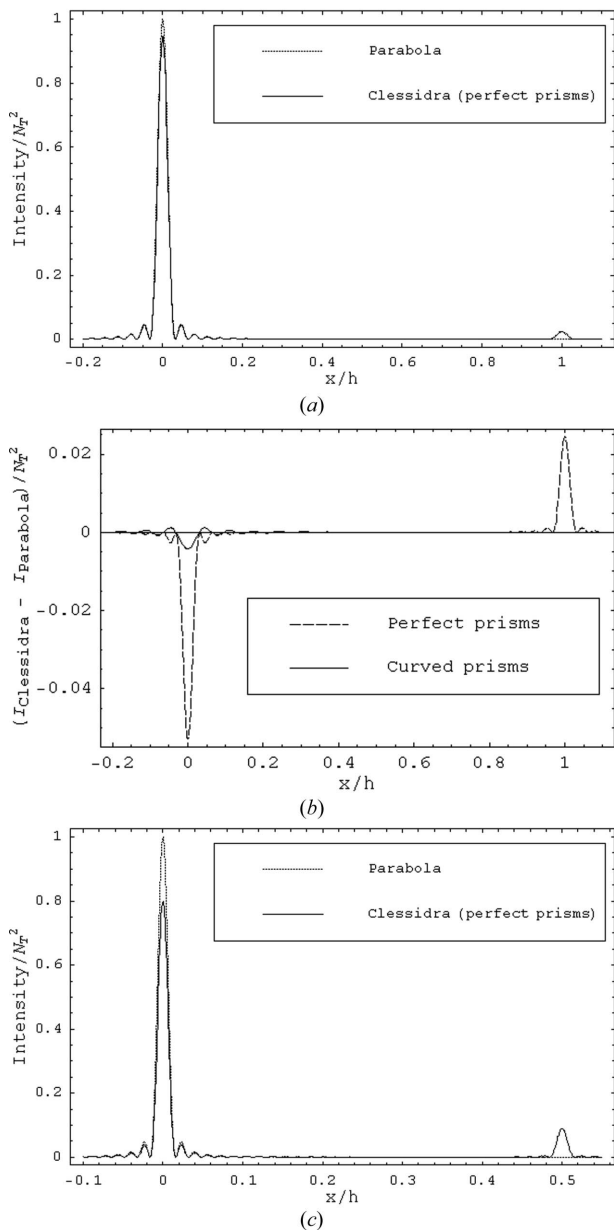 1
0.8
0.6
0.4
0.2
0
Intensity/N_T^2
Parabola
Clessidra (perfect prisms)
-0.2 0 0.2 0.4 0.6 0.8 1
x/h
(a)
0.02
0
-0.02
-0.04
(I_Clessidra - I_Parabola)/N_T^2
Perfect prisms
Curved prisms
-0.2 0 0.2 0.4 0.6 0.8 1
x/h
(b)
1
0.8
0.6
0.4
0.2
0
Intensity/N_T^2
Parabola
Clessidra (perfect prisms)
-0.1 0 0.1 0.2 0.3 0.4 0.5
x/h
(c)